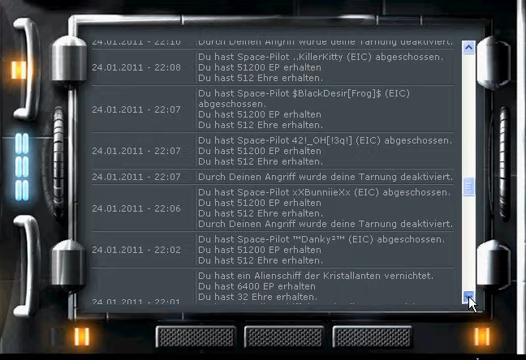 24.01.2011 - 22:10 Durch Deinen Angriff wurde deine Tarnung deaktiviert.
24.01.2011 - 22:08 Du hast Space-Pilot ..KillerKitty (EIC) abgeschossen.
Du hast 51200 EP erhalten
Du hast 512 Ehre erhalten.
24.01.2011 - 22:07 Du hast Space-Pilot $BlackDesir[Frog]$ (EIC)
abgeschossen.
Du hast 51200 EP erhalten
Du hast 512 Ehre erhalten.
24.01.2011 - 22:07 Du hast Space-Pilot 42!_OH[!3q!] (EIC) abgeschossen.
Du hast 51200 EP erhalten
Du hast 512 Ehre erhalten.
24.01.2011 - 22:07 Durch Deinen Angriff wurde deine Tarnung deaktiviert.
24.01.2011 - 22:06 Du hast Space-Pilot xXBunniieXx (EIC) abgeschossen.
Du hast 51200 EP erhalten
Du hast 512 Ehre erhalten.
Durch Deinen Angriff wurde deine Tarnung deaktiviert.
24.01.2011 - 22:02 Du hast Space-Pilot ™Danky²™ (EIC) abgeschossen.
Du hast 51200 EP erhalten
Du hast 512 Ehre erhalten.
24.01.2011 - 22:01 Du hast ein Alienschiff der Kristallanten vernichtet.
Du hast 6400 EP erhalten
Du hast 32 Ehre erhalten.